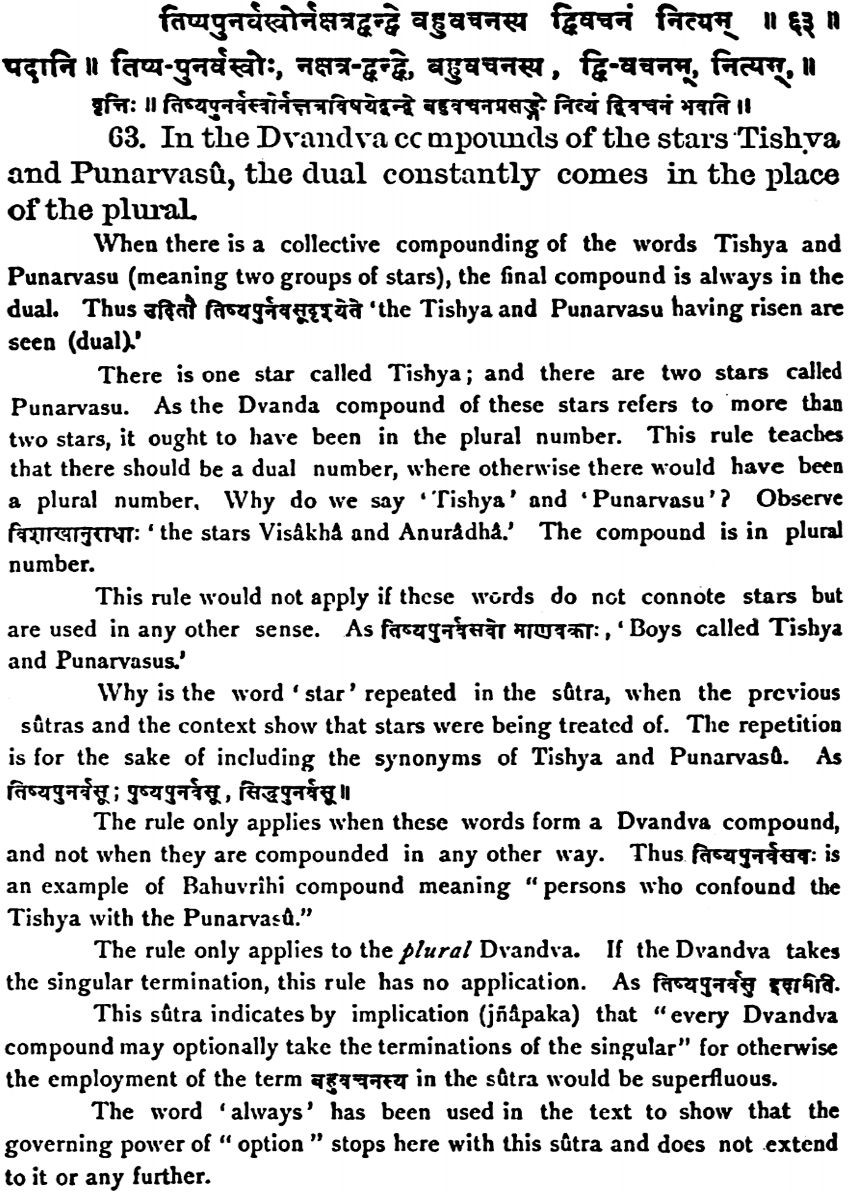 तिष्यपुनर्वस्वोर्नक्षत्रद्वन्द्वे बहुवचनस्य द्विवचनं नित्यम् ॥ ६३ ॥
पदानि ॥ तिष्य-पुनर्वस्वोः, नक्षत्र-द्वन्द्वे, बहुवचनस्य, द्वि-वचनम्, नित्यम्, ॥
वृत्तिः ॥ तिष्यपुनर्वस्वोर्नक्षत्रविषयेद्वन्द्वे बहुवचनप्रसङ्गे नित्यं द्विवचनं भवति ॥
63. In the Dvandva compounds of the stars Tishya
and Punarvasû, the dual constantly comes in the place
of the plural.
When there is a collective compounding of the words Tishya and
Punarvasu (meaning two groups of stars), the final compound is always in the
dual. Thus उदितौ तिष्यपुर्नवसूदृश्येते 'the Tishya and Punarvasu having risen are
seen (dual).'
There is one star called Tishya; and there are two stars called
Punarvasu. As the Dvanda compound of these stars refers to more than
two stars, it ought to have been in the plural number. This rule teaches
that there should be a dual number, where otherwise there would have been
a plural number. Why do we say 'Tishya' and 'Punarvasu'? Observe
विशाखानुराधाः 'the stars Visâkhâ and Anurâdhâ.' The compound is in plural
number.
This rule would not apply if these words do not connote stars but
are used in any other sense. As तिष्यपुनर्वसवो माणवकाः, 'Boys called Tishya
and Punarvasus.'
Why is the word 'star' repeated in the sûtra, when the previous
sûtras and the context show that stars were being treated of. The repetition
is for the sake of including the synonyms of Tishya and Punarvasû. As
तिष्यपुनर्वसू; पुष्यपुनर्वसू, सिद्धपुनर्वसू ॥
The rule only applies when these words form a Dvandva compound,
and not when they are compounded in any other way. Thus तिष्यपुनर्वसवः is
an example of Bahuvrîhi compound meaning "persons who confound the
Tishya with the Punarvasû."
The rule only applies to the plural Dvandva. If the Dvandva takes
the singular termination, this rule has no application. As तिष्यपुनर्वसु इदमिति.
This sûtra indicates by implication (jñâpaka) that "every Dvandva
compound may optionally take the terminations of the singular" for otherwise
the employment of the term बहुवचनस्य in the sûtra would be superfluous.
The word 'always' has been used in the text to show that the
governing power of "option" stops here with this sûtra and does not extend
to it or any further.